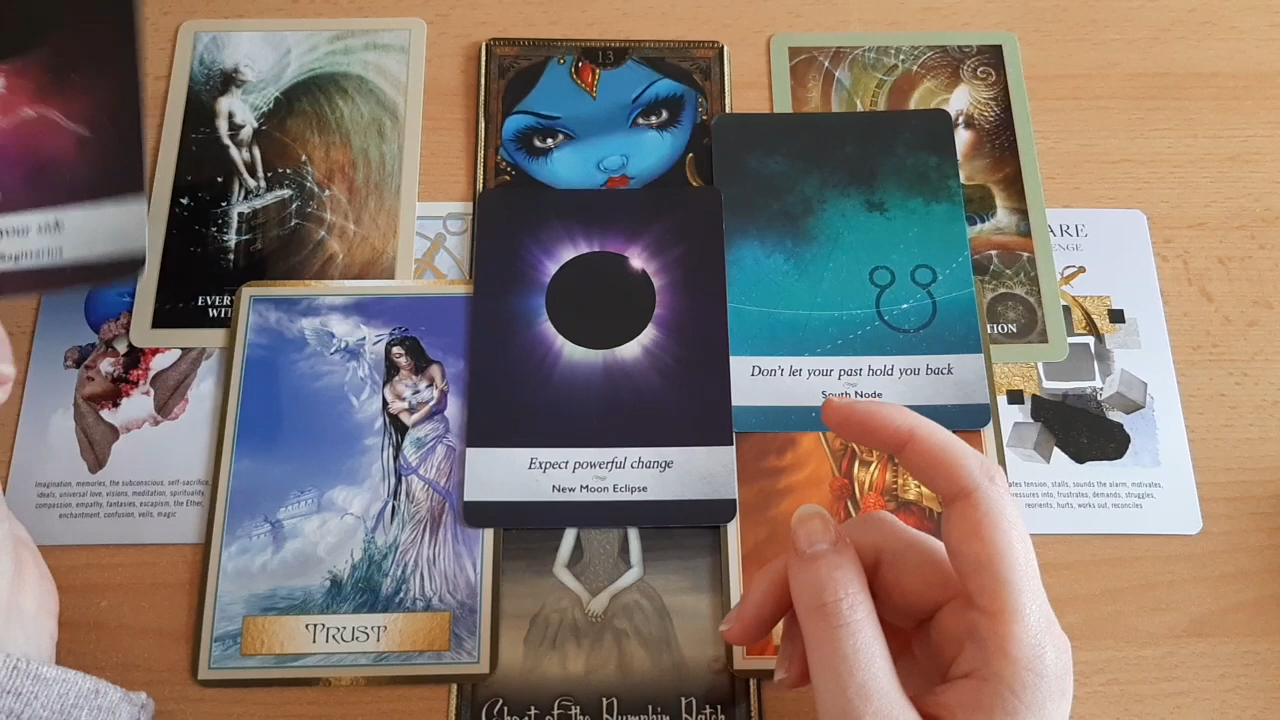 13
your
Sagittarius
EVERY
WIT
ARE
ENGE
TION
Don't let your past hold you back
South Node
Expect powerful change
New Moon Eclipse
Imagination, memories, the subconscious, self-sacrifice,
ideals, universal love, visions, meditation, spirituality,
compassion, empathy, fantasies, escapism, the Ether,
enchantment, confusion, veils, magic
ates tension, stalls, sounds the alarm, motivates,
pressures into, frustrates, demands, struggles,
reorients, hurts, works out, reconciles
TRUST
Ghost of the Pumpkin Patch